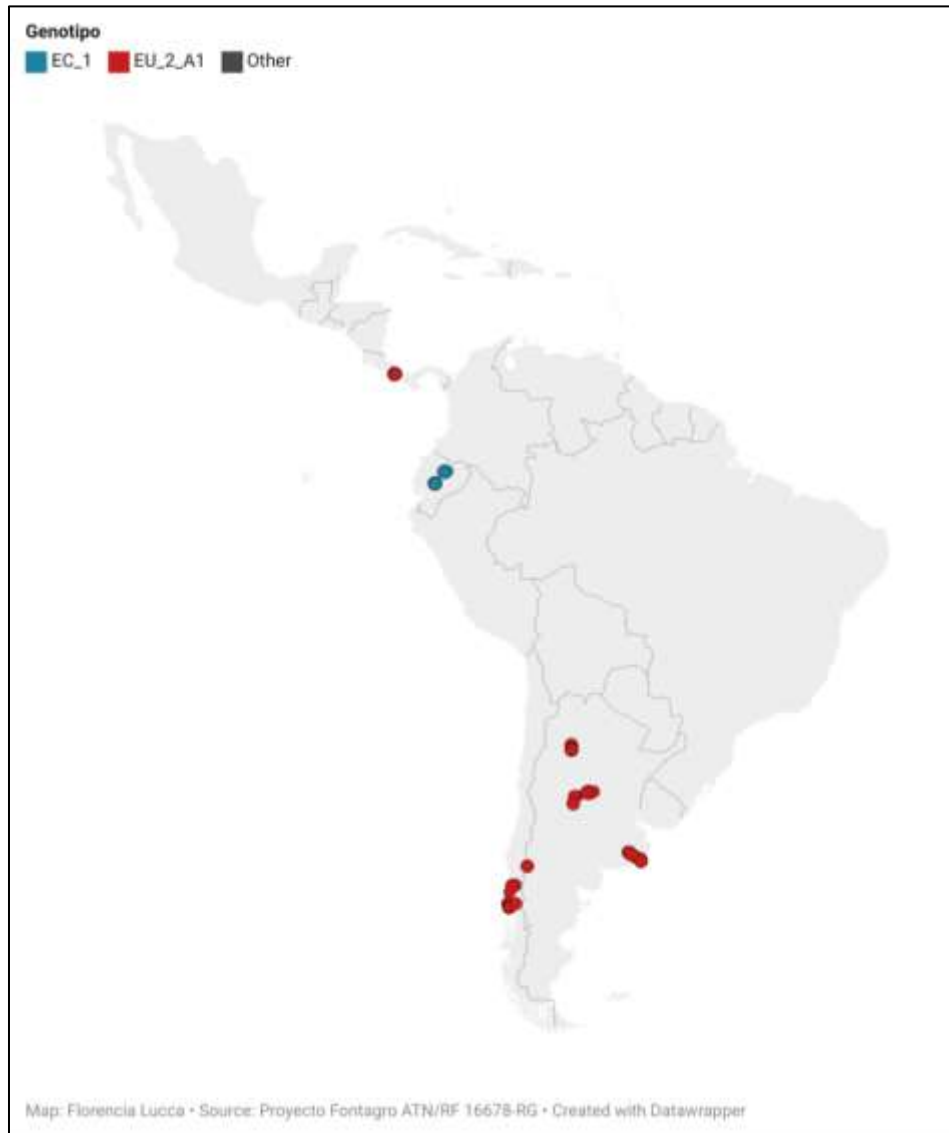 Genotipo
EC_1 EU_2_A1 Other
Map: Florencia Lucca • Source: Proyecto Fontagro ATN/RF 16678-RG • Created with Datawrapper